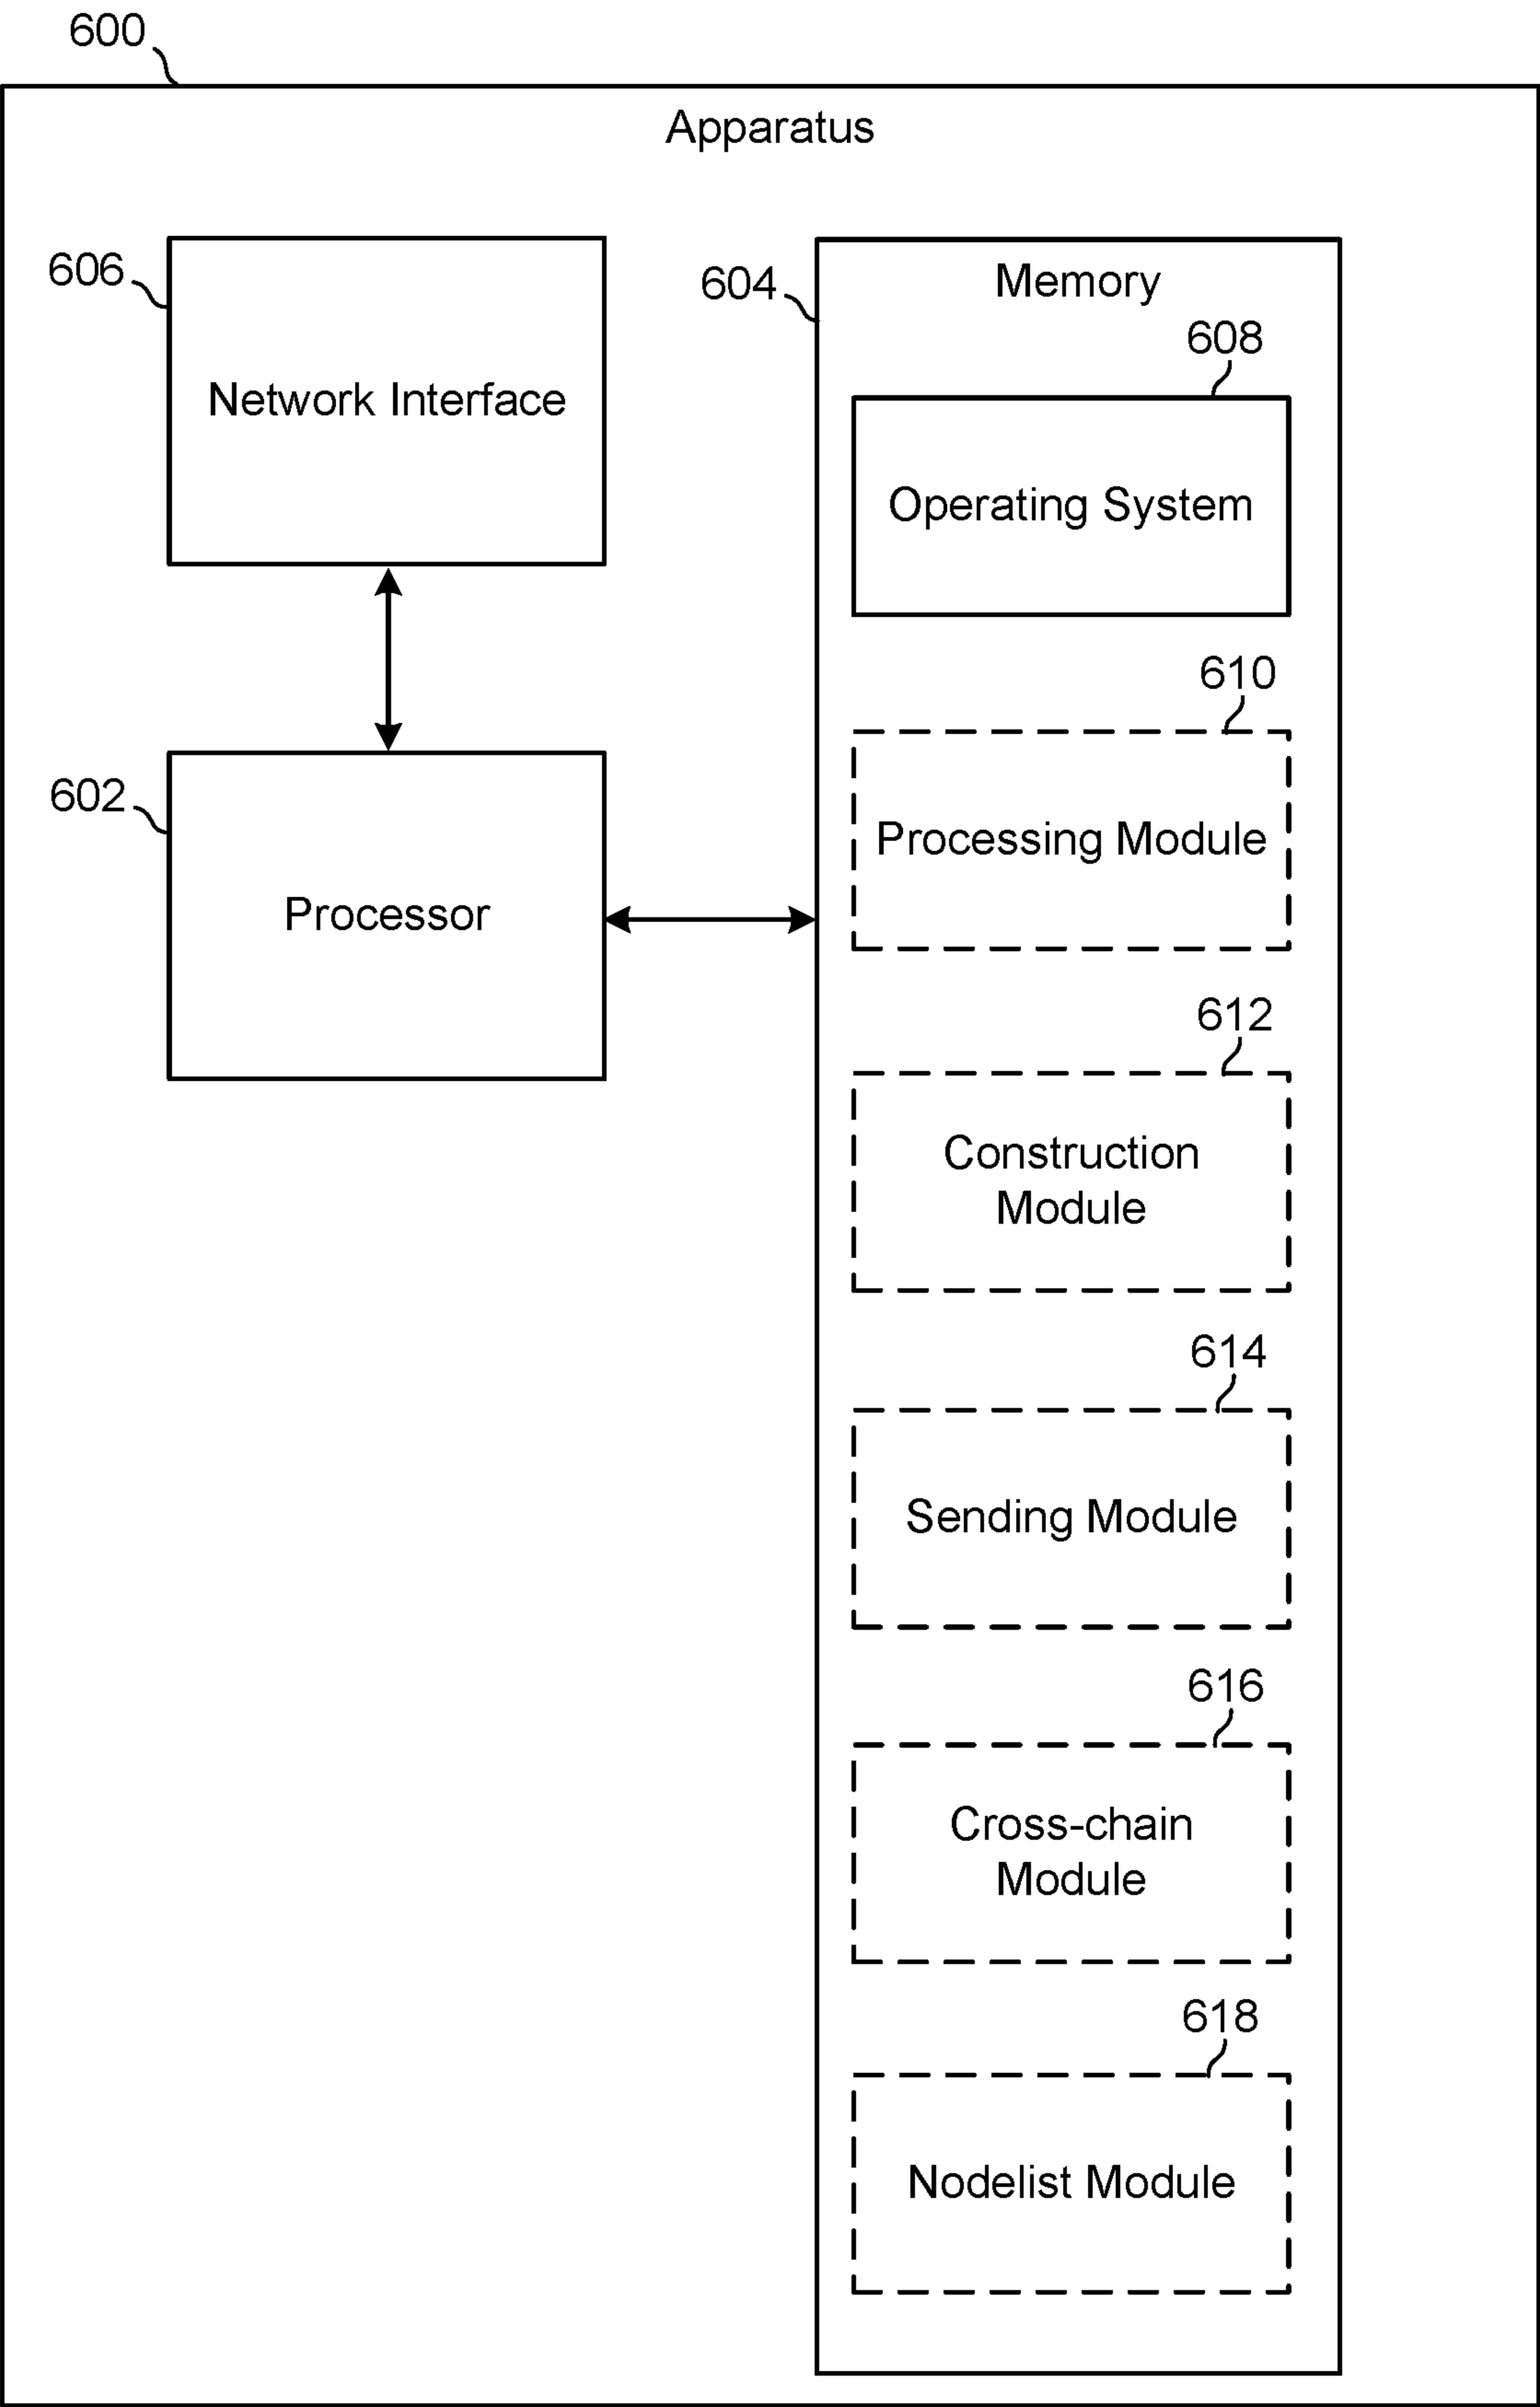 600
Apparatus
606
Network Interface
602
Processor
604
Memory
608
Operating System
610
Processing Module
612
Construction
Module
614
Sending Module
616
Cross-chain
Module
618
Nodelist Module